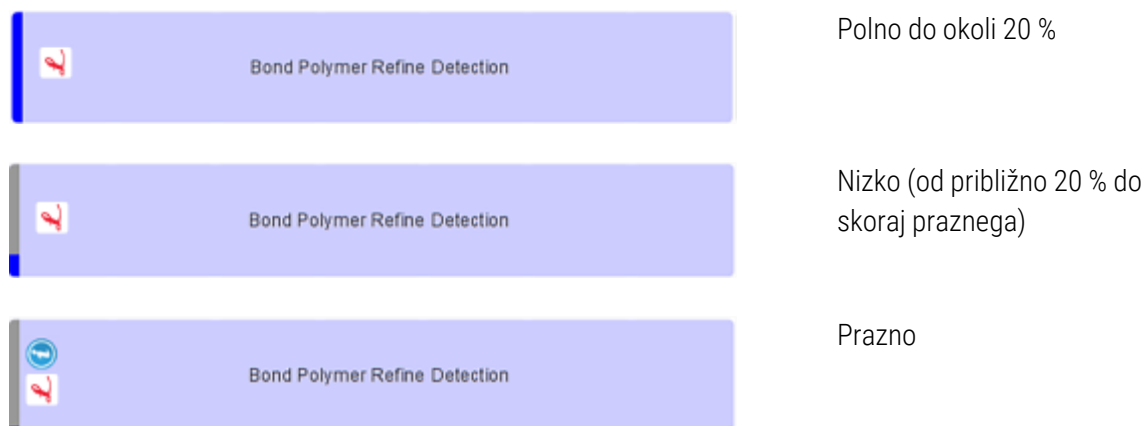 Bond Polymer Refine Detection
Polno do okoli 20 %
Bond Polymer Refine Detection
Nizko (od približno 20 % do
skoraj praznega)
Bond Polymer Refine Detection
Prazno